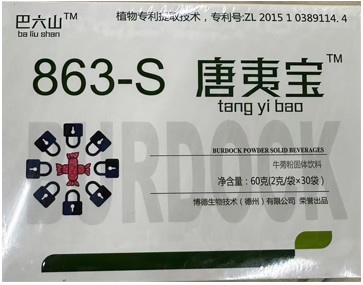 巴六山™
ba liu shan
植物专利提取技术,专利号:ZL 2015 1 0389114. 4
863-S 唐夷宝™
tang yi bao
BURDOCK
BURDOCK POWDER SOLID BEVERAGES
牛蒡粉固体饮料
净含量:60克(2克/袋×30袋)
博德生物技术(德州)有限公司 荣誉出品